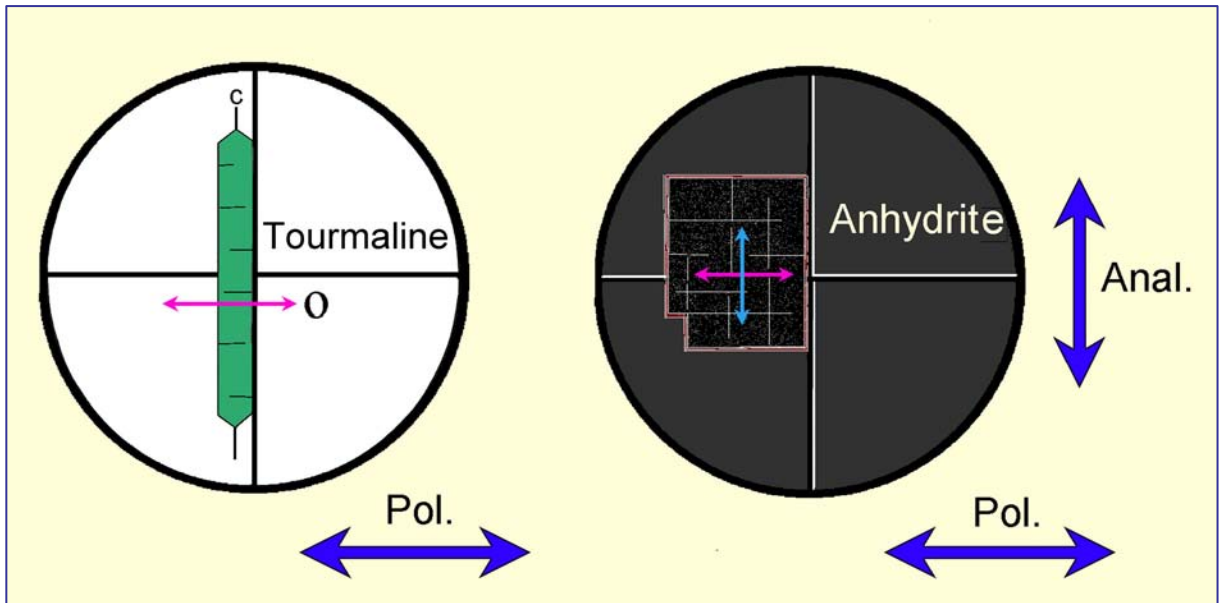 c
Tourmaline
O
Pol.
Anhydrite
Anal.
Pol.